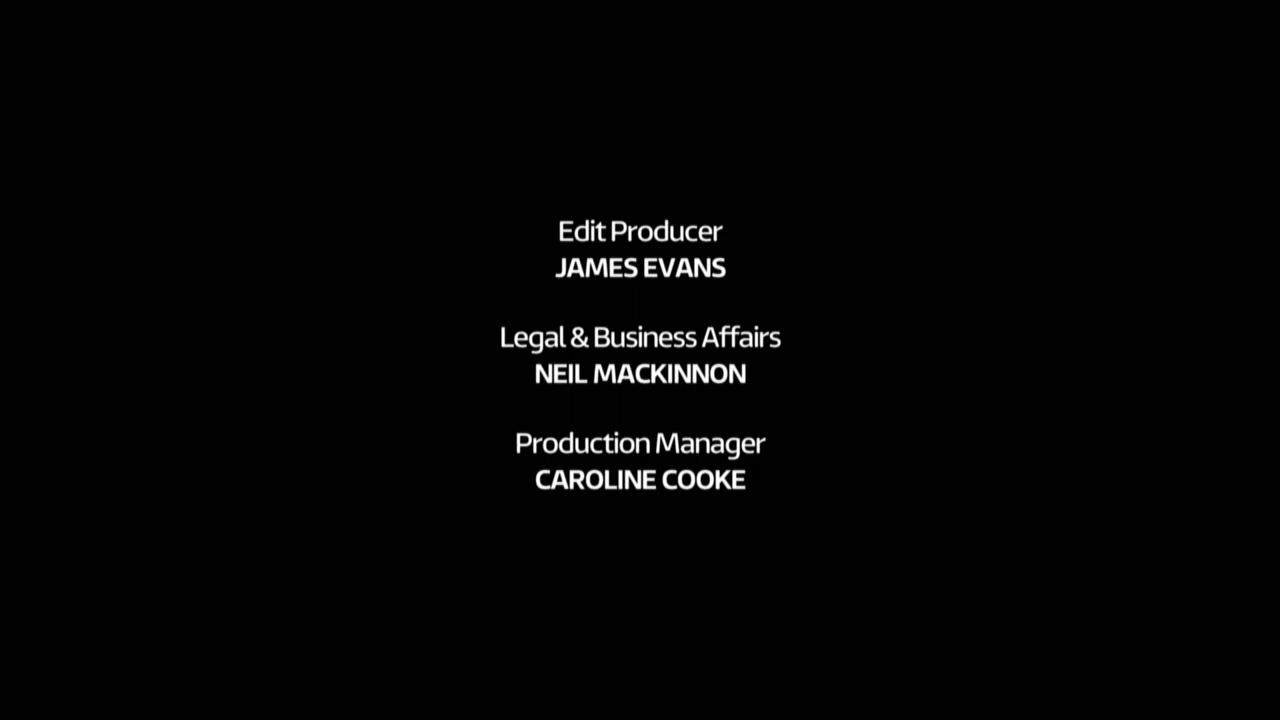 Edit Producer
JAMES EVANS
Legal & Business Affairs
NEIL MACKINNON
Production Manager
CAROLINE COOKE